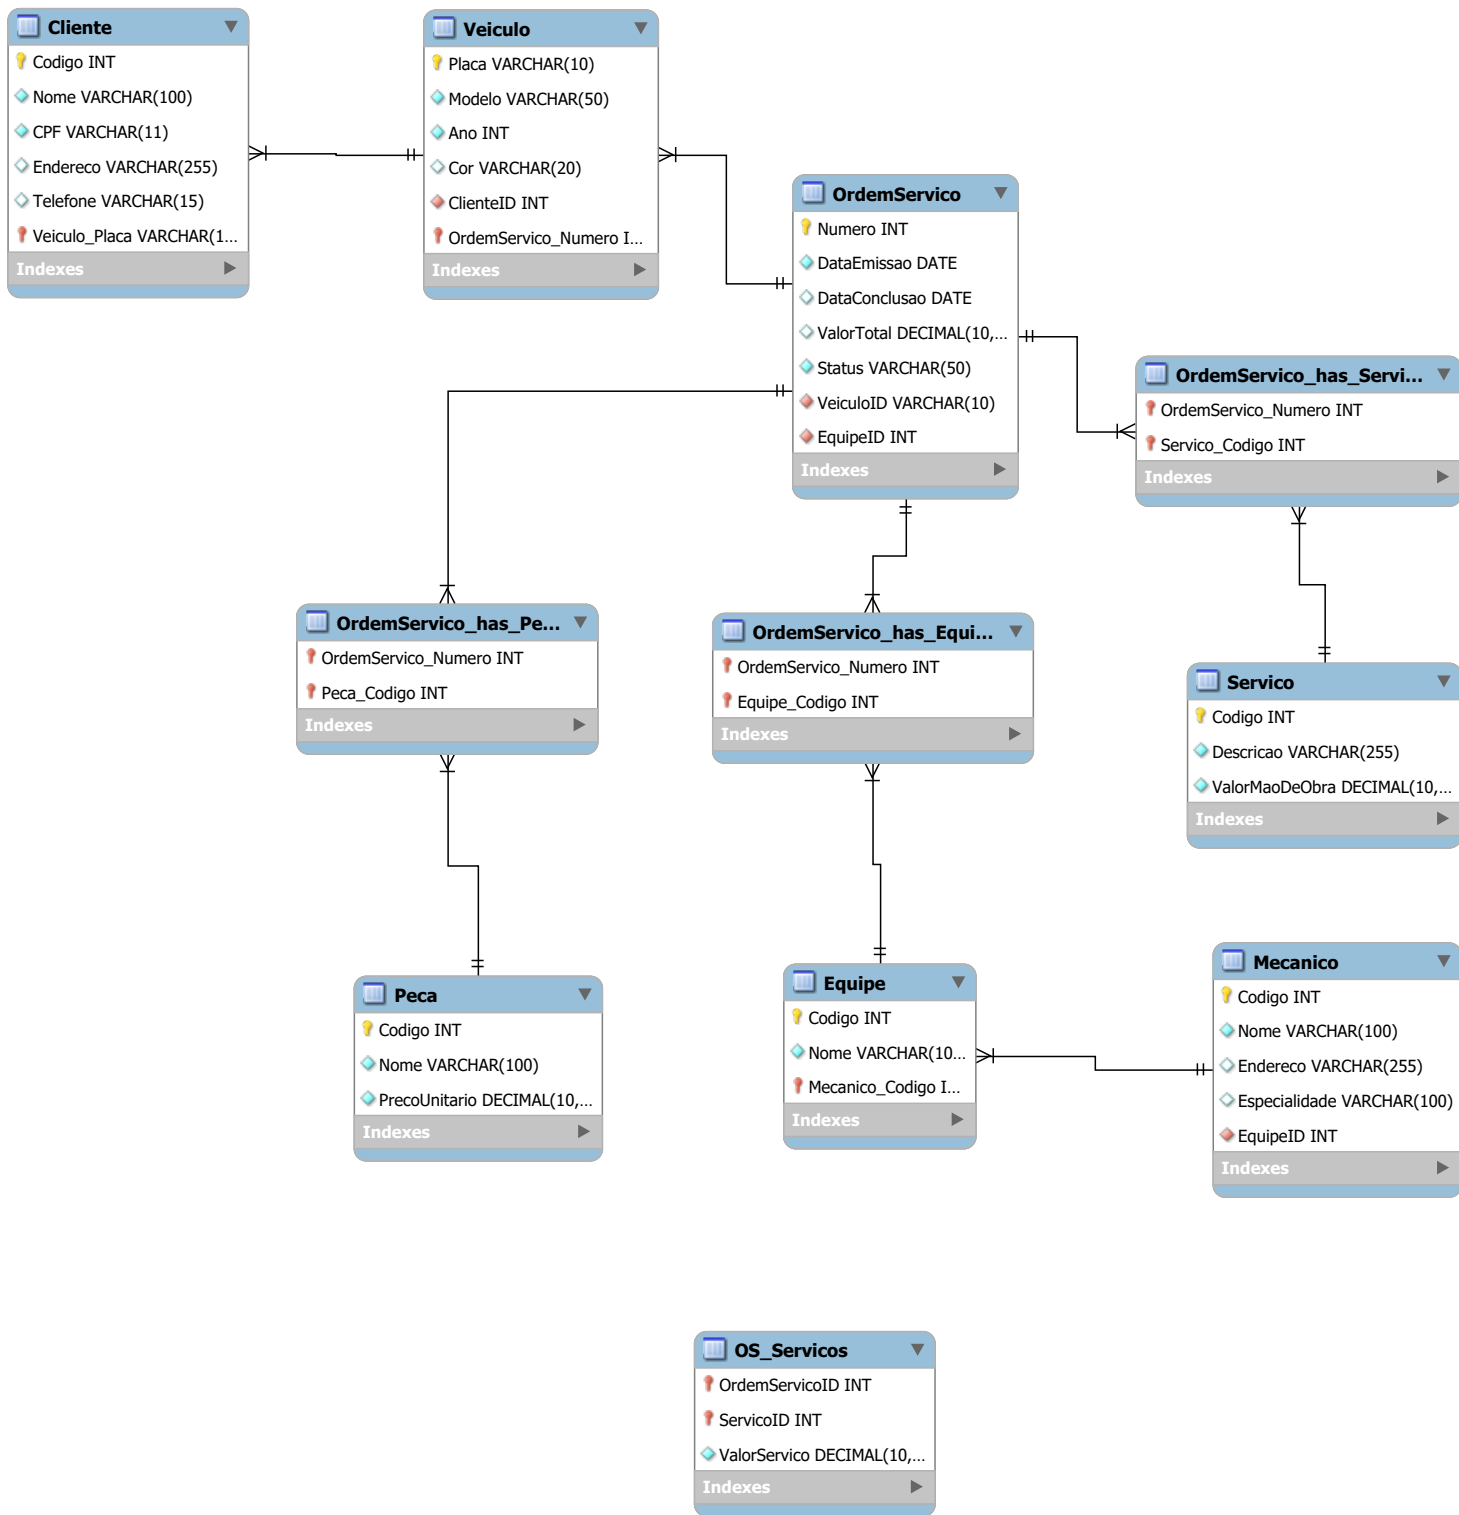 Cliente
Codigo INT
Nome VARCHAR(100)
CPF VARCHAR(11)
Endereco VARCHAR(255)
Telefone VARCHAR(15)
Veiculo_Placa VARCHAR(1...
Indexes
Veiculo
Placa VARCHAR(10)
Modelo VARCHAR(50)
Ano INT
Cor VARCHAR(20)
ClienteID INT
OrdemServico_Numero I...
Indexes
OrdemServico
Numero INT
DataEmissao DATE
DataConclusao DATE
ValorTotal DECIMAL(10,...
Status VARCHAR(50)
VeiculoID VARCHAR(10)
EquipeID INT
Indexes
OrdemServico_has_Servi...
OrdemServico_Numero INT
Servico_Codigo INT
Indexes
OrdemServico_has_Pe...
OrdemServico_Numero INT
Peca_Codigo INT
Indexes
OrdemServico_has_Equi...
OrdemServico_Numero INT
Equipe_Codigo INT
Indexes
Servico
Codigo INT
Descricao VARCHAR(255)
ValorMaoDeObra DECIMAL(10,...
Indexes
Peca
Codigo INT
Nome VARCHAR(100)
PrecoUnitario DECIMAL(10,...
Indexes
Equipe
Codigo INT
Nome VARCHAR(10...
Mecanico_Codigo I...
Indexes
Mecanico
Codigo INT
Nome VARCHAR(100)
Endereco VARCHAR(255)
Especialidade VARCHAR(100)
EquipeID INT
Indexes
OS_Servicos
OrdemServicoID INT
ServicoID INT
ValorServico DECIMAL(10,...
Indexes